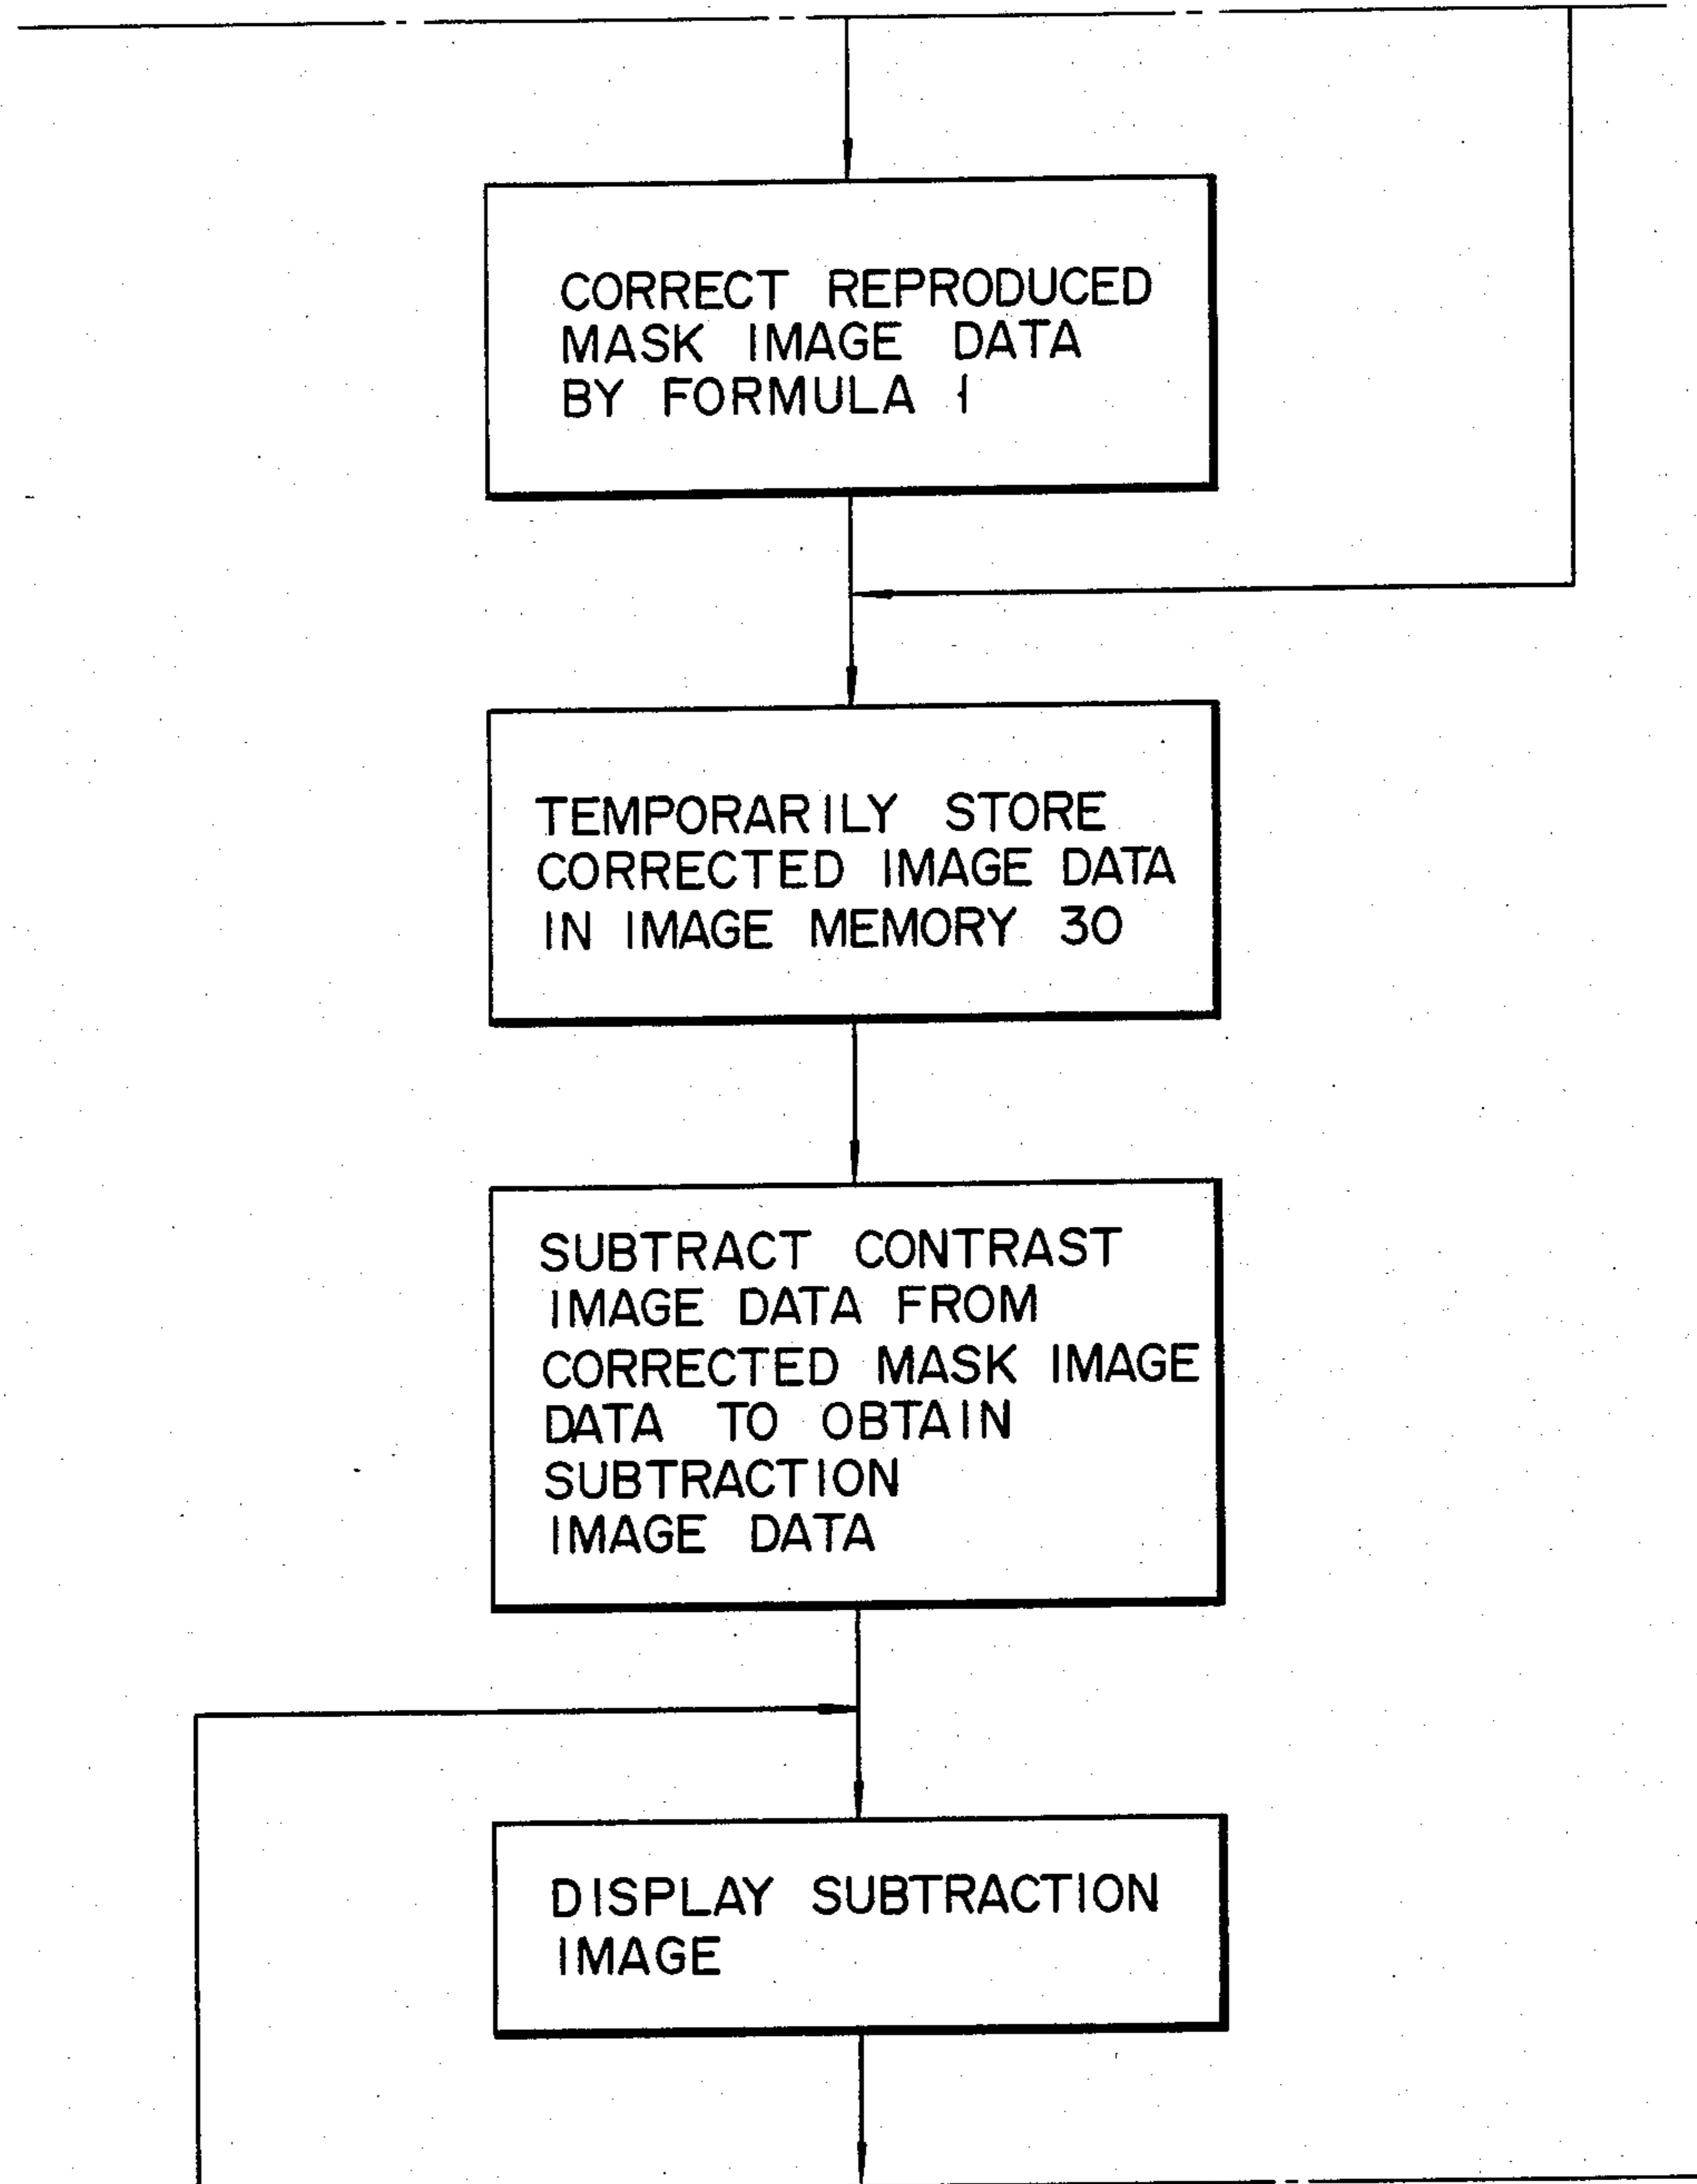 CORRECT REPRODUCED
MASK IMAGE DATA
BY FORMULA 1
TEMPORARILY STORE
CORRECTED IMAGE DATA
IN IMAGE MEMORY 30
SUBTRACT CONTRAST
IMAGE DATA FROM
CORRECTED MASK IMAGE
DATA TO OBTAIN
SUBTRACTION
IMAGE DATA
DISPLAY SUBTRACTION
IMAGE